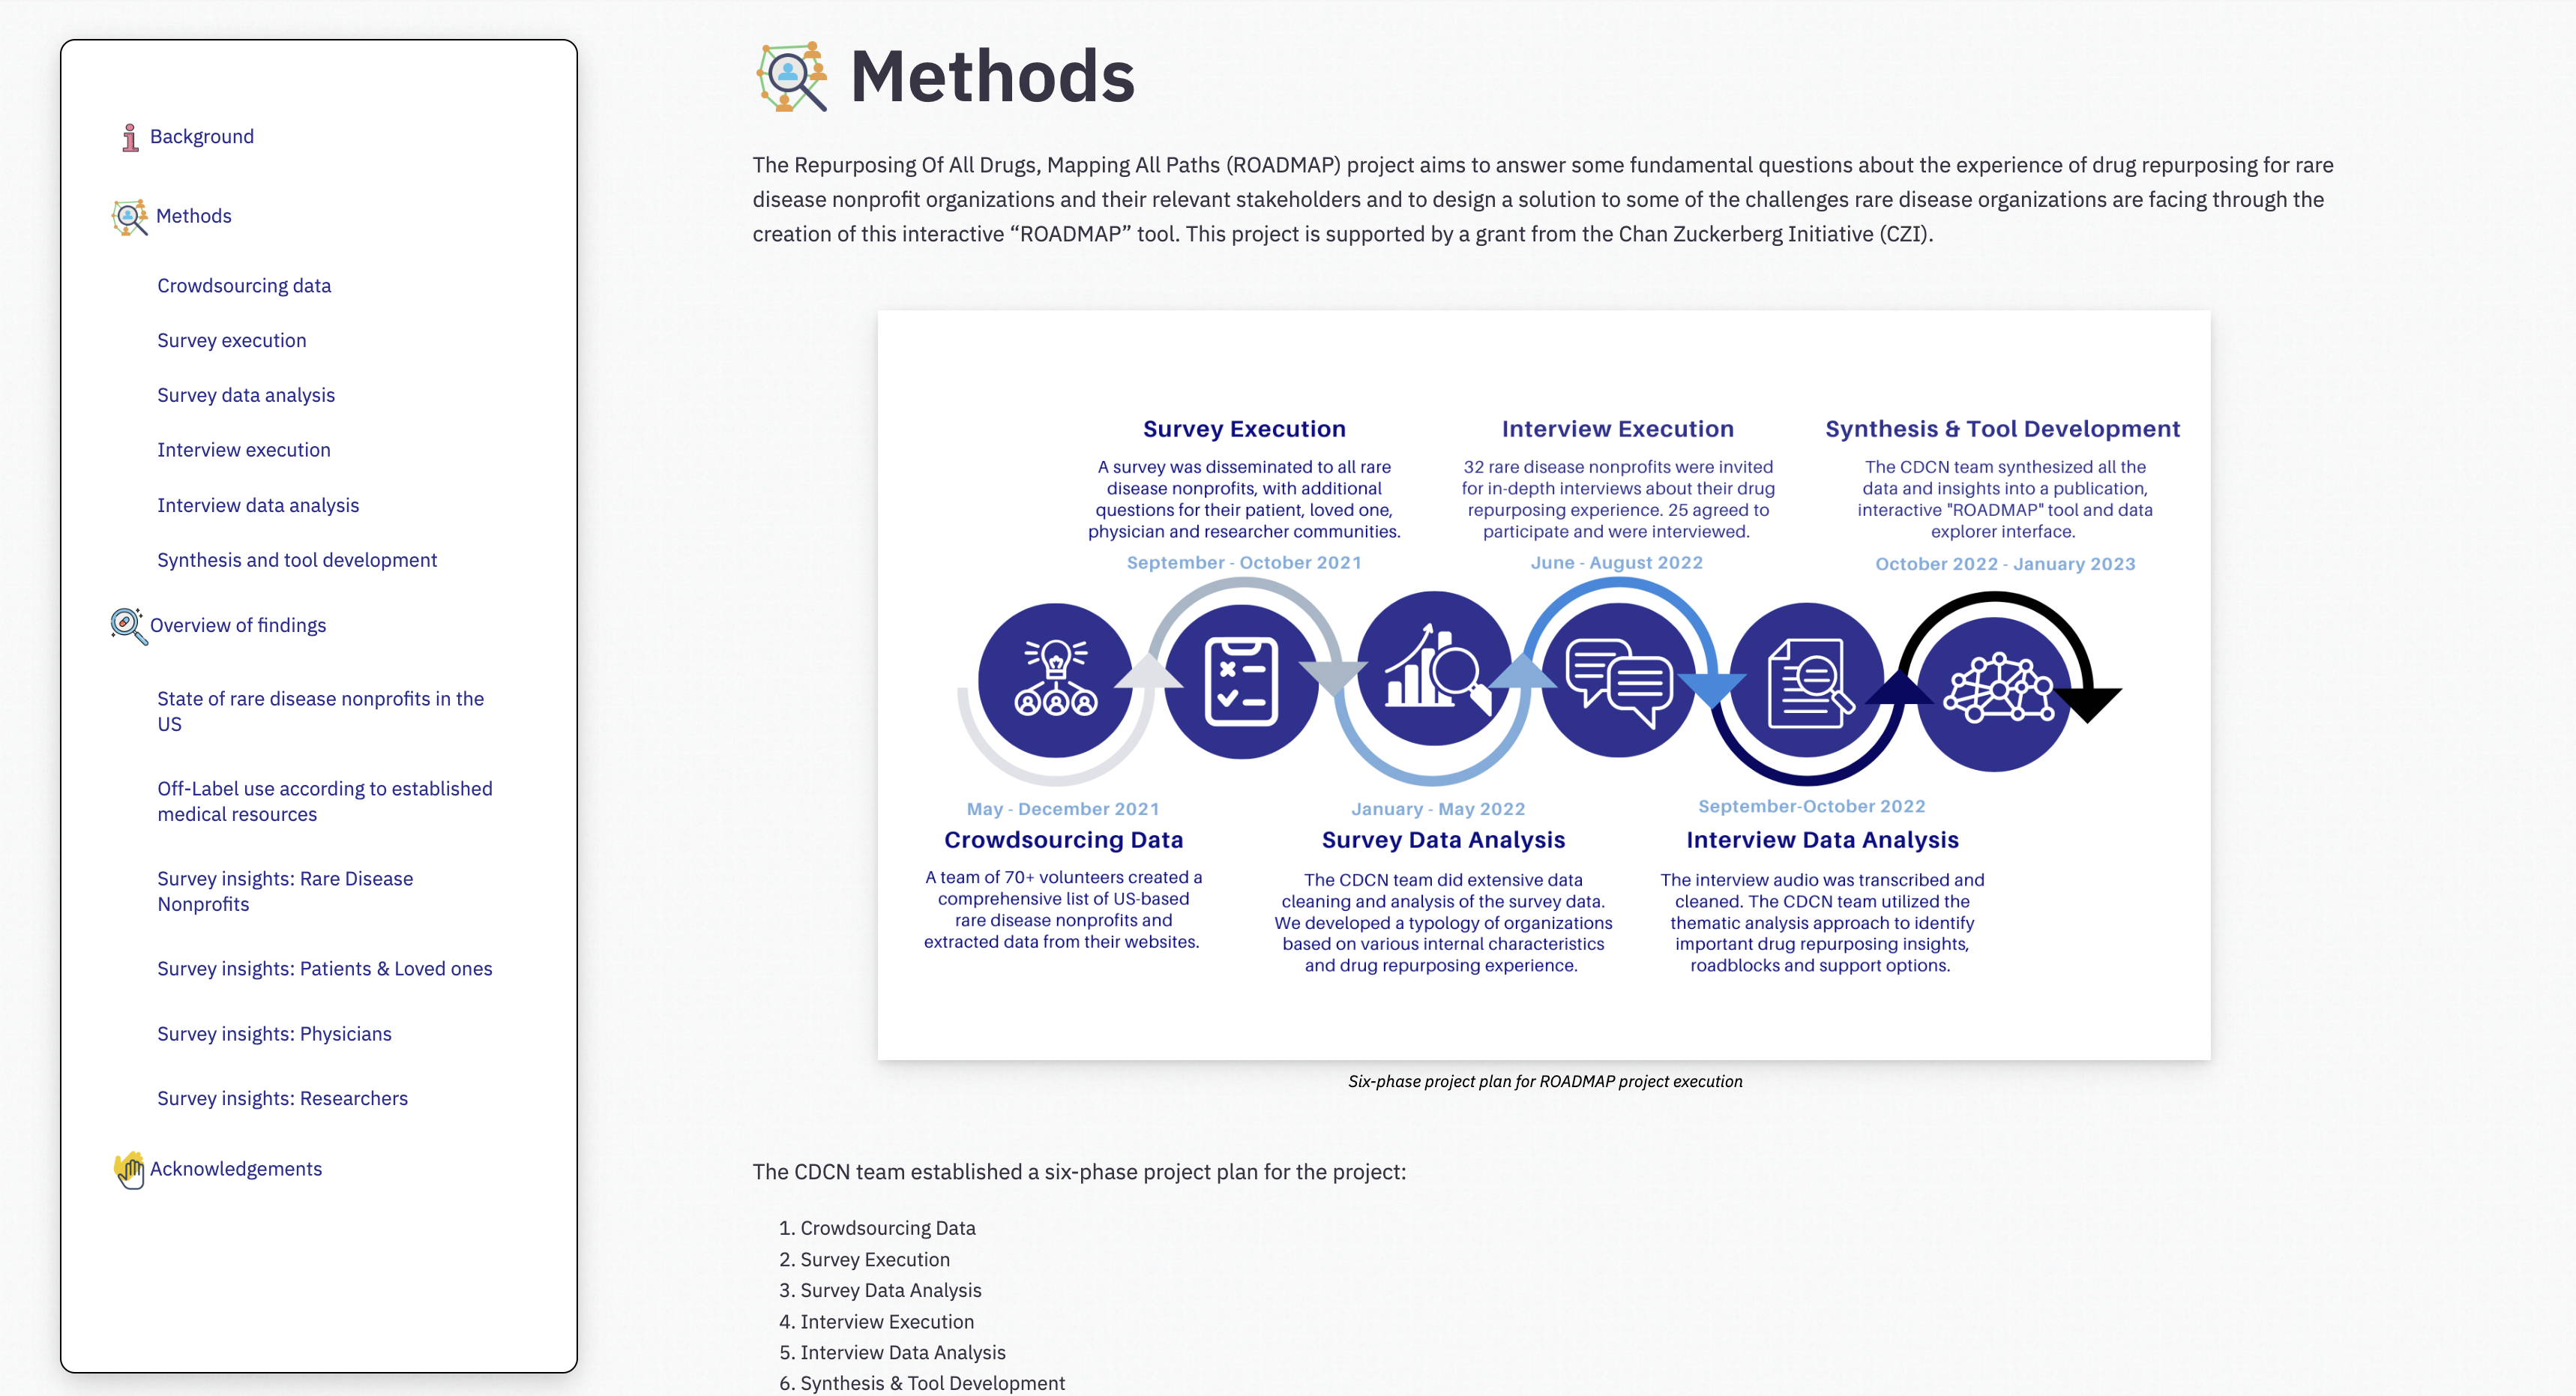 Background
Methods
Crowdsourcing data
Survey execution
Survey data analysis
Interview execution
Interview data analysis
Synthesis and tool development
Overview of findings
State of rare disease nonprofits in the
US
Off-Label use according to established
medical resources
Survey insights: Rare Disease
Nonprofits
Survey insights: Patients & Loved ones
Survey insights: Physicians
Survey insights: Researchers
Acknowledgements
Methods
The Repurposing Of All Drugs, Mapping All Paths (ROADMAP) project aims to answer some fundamental questions about the experience of drug repurposing for rare
disease nonprofit organizations and their relevant stakeholders and to design a solution to some of the challenges rare disease organizations are facing through the
creation of this interactive “ROADMAP” tool. This project is supported by a grant from the Chan Zuckerberg Initiative (CZI).
Survey Execution
A survey was disseminated to all rare
disease nonprofits, with additional
questions for their patient, loved one,
physician and researcher communities.
September - October 2021
Interview Execution
32 rare disease nonprofits were invited
for in-depth interviews about their drug
repurposing experience. 25 agreed to
participate and were interviewed.
June - August 2022
Synthesis & Tool Development
The CDCN team synthesized all the
data and insights into a publication,
interactive "ROADMAP" tool and data
explorer interface.
October 2022 - January 2023
May - December 2021
Crowdsourcing Data
A team of 70+ volunteers created a
comprehensive list of US-based
rare disease nonprofits and
extracted data from their websites.
January - May 2022
Survey Data Analysis
The CDCN team did extensive data
cleaning and analysis of the survey data.
We developed a typology of organizations
based on various internal characteristics
and drug repurposing experience.
September-October 2022
Interview Data Analysis
The interview audio was transcribed and
cleaned. The CDCN team utilized the
thematic analysis approach to identify
important drug repurposing insights,
roadblocks and support options.
Six-phase project plan for ROADMAP project execution
The CDCN team established a six-phase project plan for the project:
1. Crowdsourcing Data
2. Survey Execution
3. Survey Data Analysis
4. Interview Execution
5. Interview Data Analysis
6. Synthesis & Tool Development